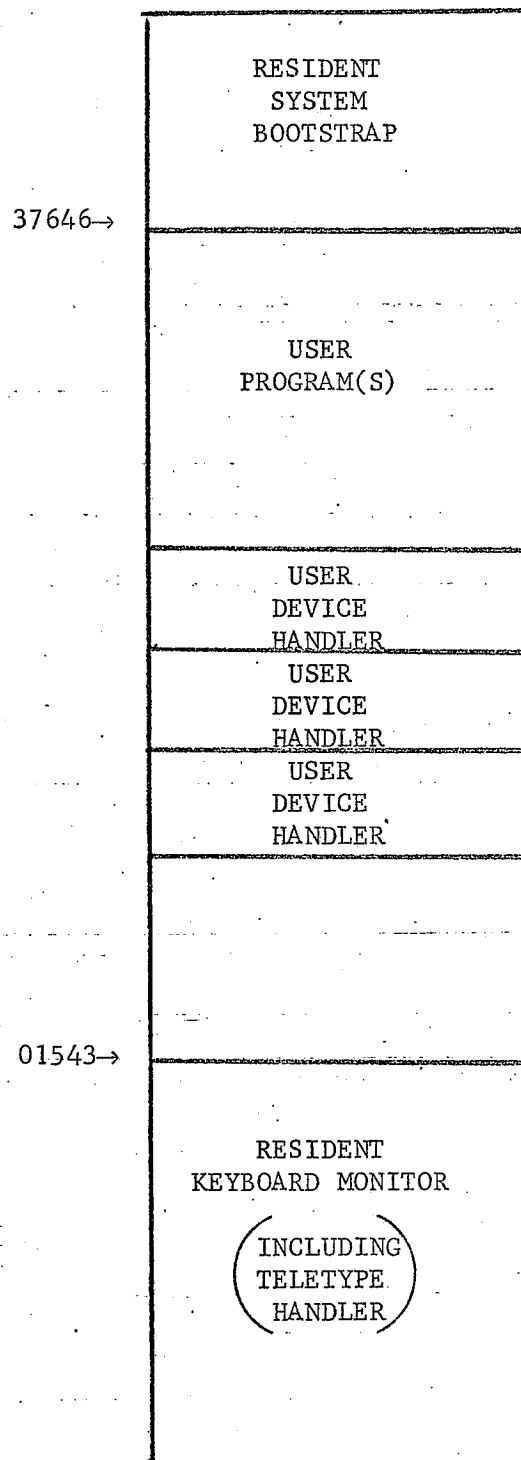 RESIDENT
SYSTEM
BOOTSTRAP
37646→
USER
PROGRAM(S)
USER
DEVICE
HANDLER
USER
DEVICE
HANDLER
USER
DEVICE
HANDLER
01543→
RESIDENT
KEYBOARD MONITOR
(INCLUDING
TELETYPE
HANDLER)